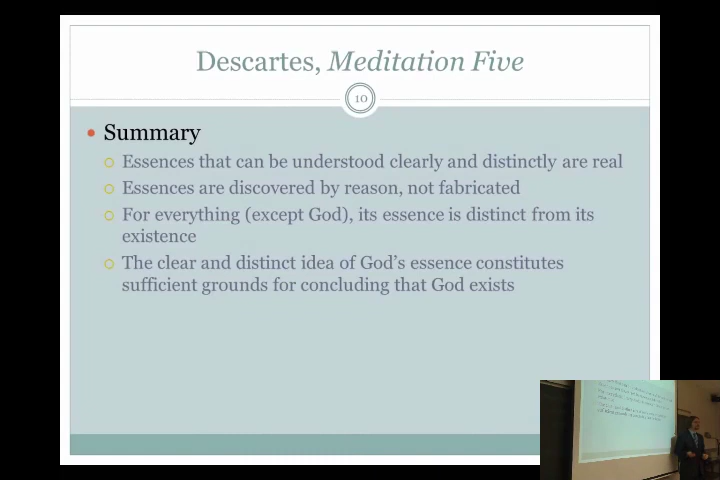 Descartes, Meditation Five
10
Summary
Essences that can be understood clearly and distinctly are real
Essences are discovered by reason, not fabricated
For everything (except God), its essence is distinct from its
existence
The clear and distinct idea of God's essence constitutes
sufficient grounds for concluding that God exists